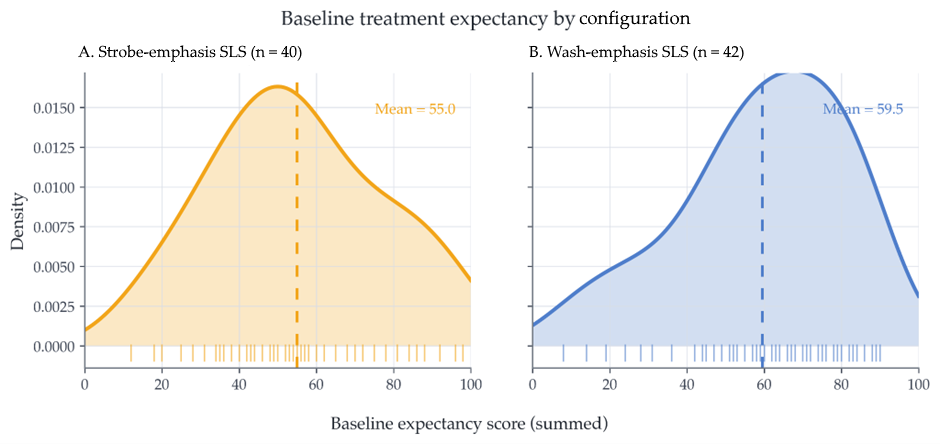 Baseline treatment expectancy by configuration
A. Strobe-emphasis SLS (n = 40)
B. Wash-emphasis SLS (n = 42)
Mean = 55.0
Mean = 59.5
Density
0.0150
0.0125
0.0100
0.0075
0.0050
0.0025
0.0000
0 20 40 60 80 100
0 20 40 60 80 100
Baseline expectancy score (summed)